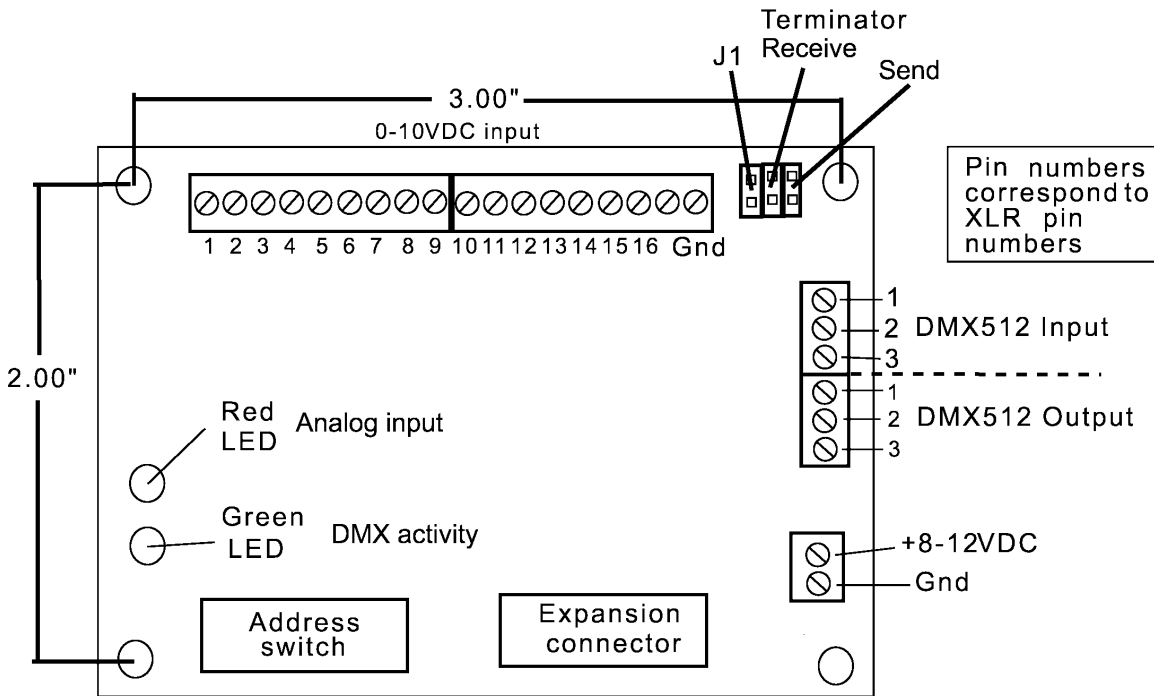 Terminator
Receive
J1
Send
3.00"
0-10VDC input
Pin numbers
correspond to
XLR pin
numbers
1 2 3 4 5 6 7 8 9 10 11 12 13 14 15 16 Gnd
1
2 DMX512 Input
3
2.00"
1
2 DMX512 Output
3
Red
LED Analog input
Green
LED DMX activity
+8-12VDC
Gnd
Address
switch
Expansion
connector